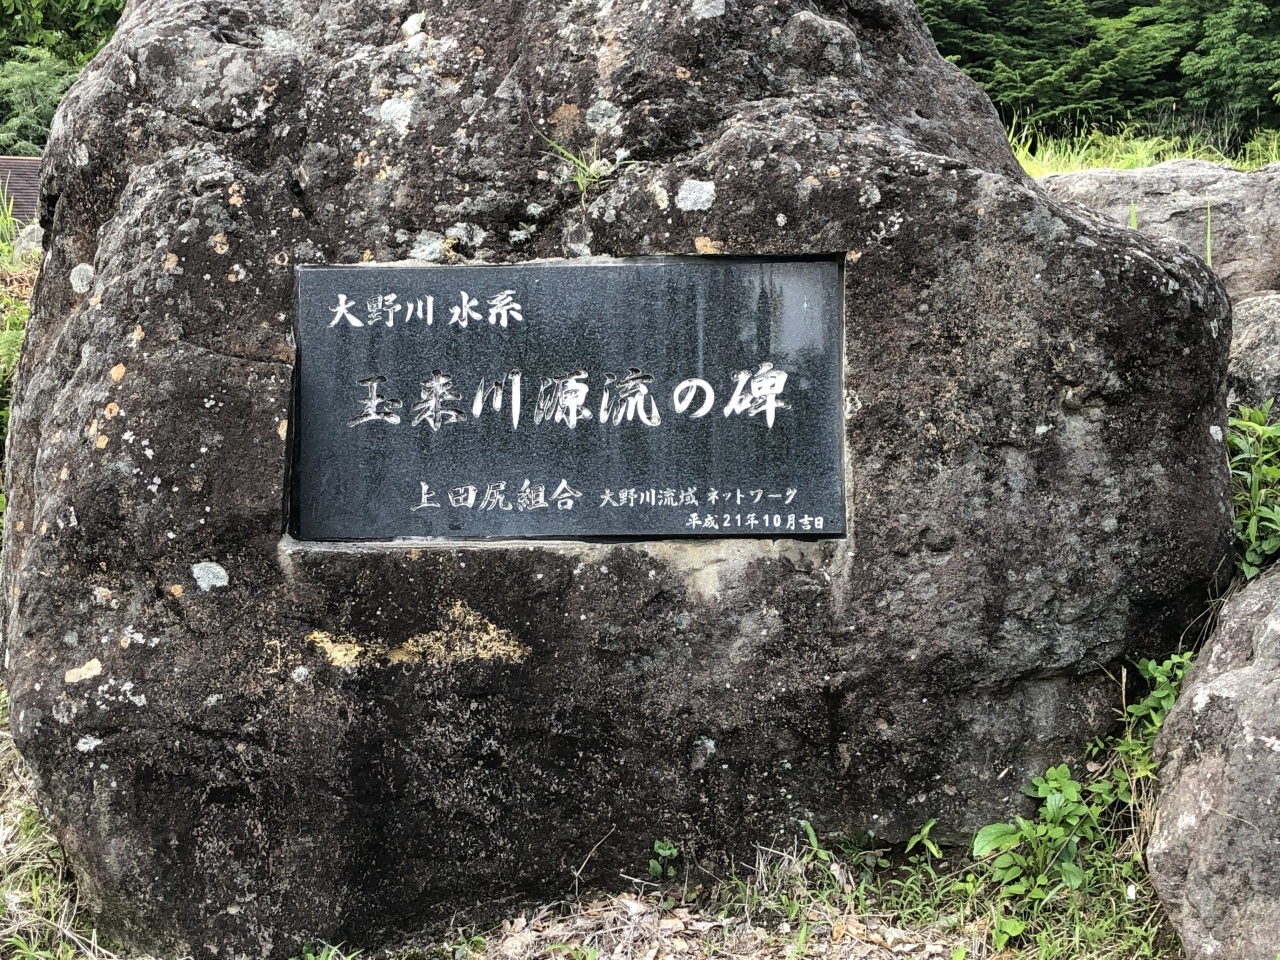 大野川 水系
玉来川源流の碑
上田尻組合 大野川流域 ネットワーク
平成21年10月吉日